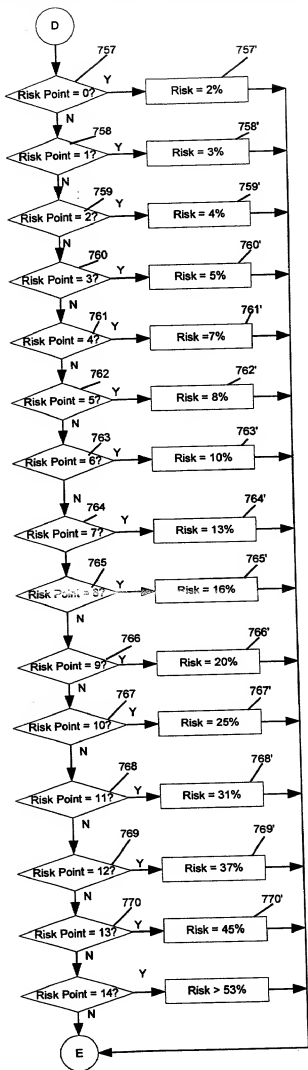 D
757 757'
Risk Point = 0? Y Risk = 2%
N
758 758'
Risk Point = 1? Y Risk = 3%
N
759 759'
Risk Point = 2? Y Risk = 4%
N
760 760'
Risk Point = 3? Y Risk = 5%
N
761 761'
Risk Point = 4? Y Risk =7%
N
762 762'
Risk Point = 5? Y Risk = 8%
N
763 763'
Risk Point = 6? Y Risk = 10%
N
764 764'
Risk Point = 7? Y Risk = 13%
N
765 765'
Risk Point = 8? Y Risk = 16%
N
766 766'
Risk Point = 9? Y Risk = 20%
N
767 767'
Risk Point = 10? Y Risk = 25%
N
768 768'
Risk Point = 11? Y Risk = 31%
N
769 769'
Risk Point = 12? Y Risk = 37%
N
770 770'
Risk Point = 13? Y Risk = 45%
N
Risk Point = 14? Y Risk > 53%
N
E